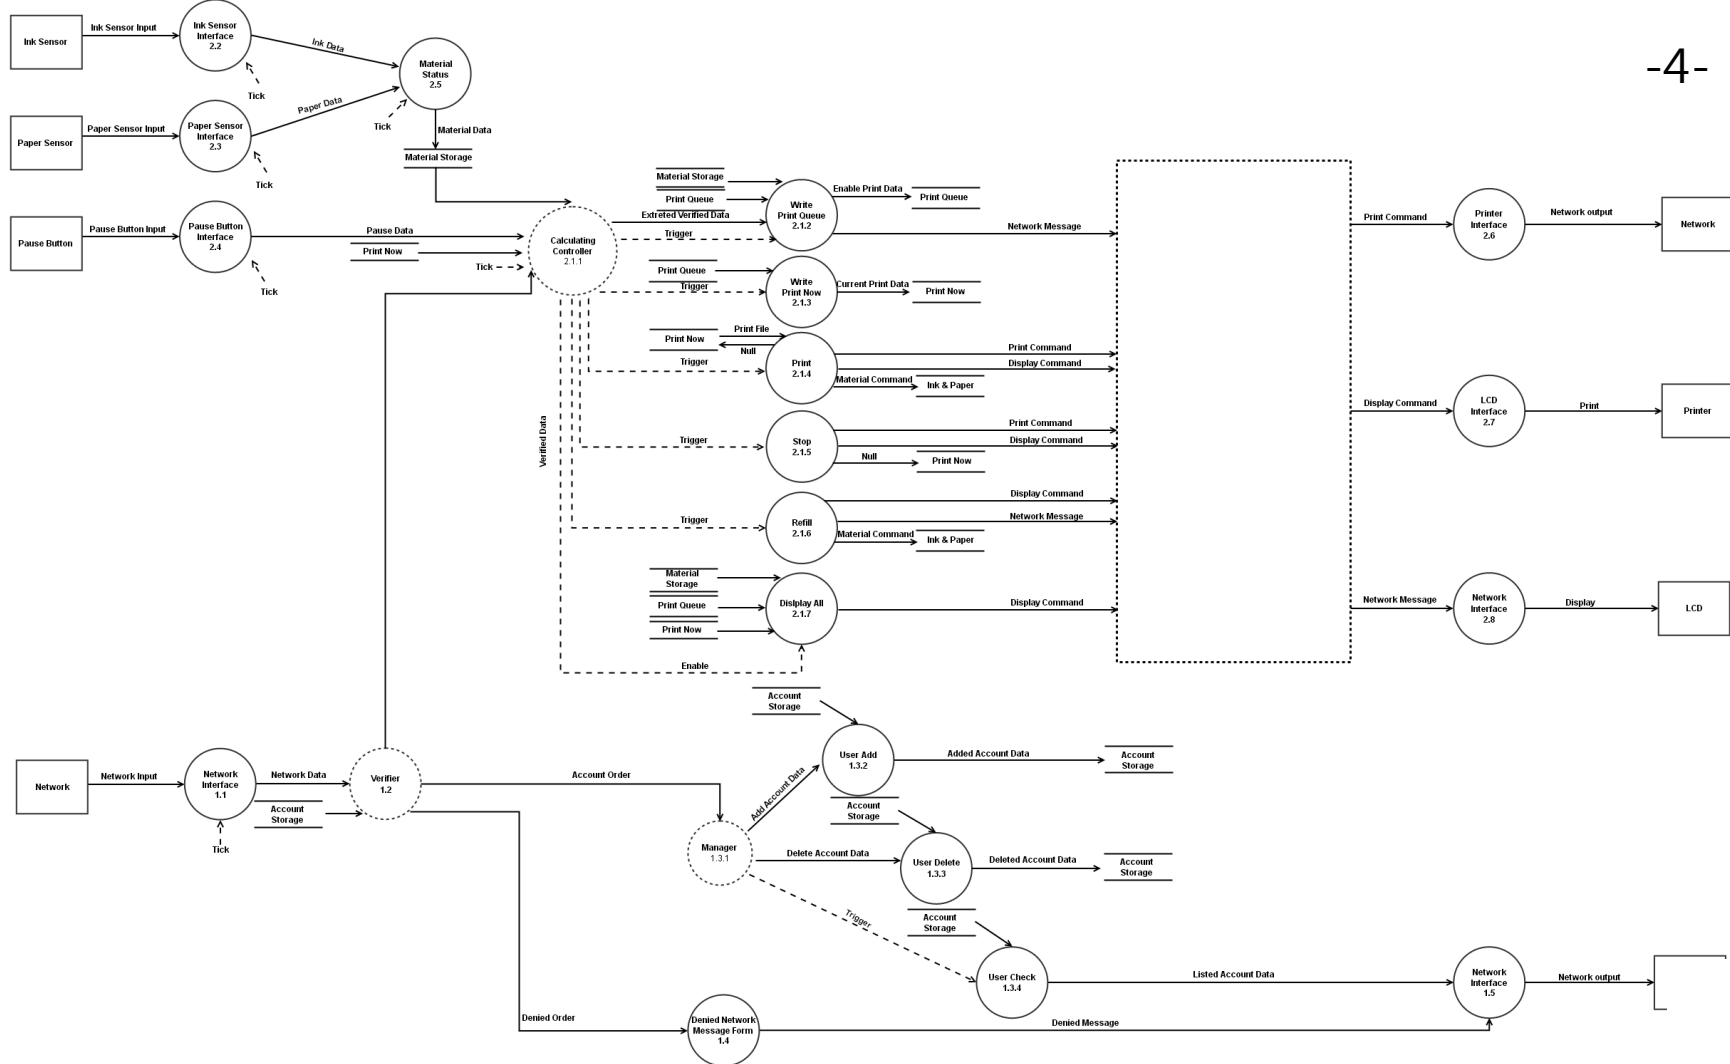 -4-
Ink Sensor
Ink Sensor Input
Ink Sensor
Interface
2.2
Tick
Ink Data
Paper Sensor
Paper Sensor Input
Paper Sensor
Interface
2.3
Tick
Paper Data
Material
Status
2.5
Tick
Material Data
Material Storage
Pause Button
Pause Button Input
Pause Button
Interface
2.4
Tick
Pause Data
Print Now
Tick
Calculating
Controller
2.1.1
Material Storage
Print Queue
Extreted Verified Data
Trigger
Write
Print Queue
2.1.2
Enable Print Data
Print Queue
Network Message
Print Queue
Trigger
Write
Print Now
2.1.3
Current Print Data
Print Now
Print Now
Print File
Null
Trigger
Print
2.1.4
Print Command
Display Command
Material Command
Ink & Paper
Verified Data
Trigger
Stop
2.1.5
Print Command
Display Command
Null
Print Now
Trigger
Refill
2.1.6
Display Command
Network Message
Material Command
Ink & Paper
Material
Storage
Print Queue
Print Now
Dislplay All
2.1.7
Display Command
Enable
Print Command
Printer
Interface
2.6
Network output
Network
Display Command
LCD
Interface
2.7
Print
Printer
Network Message
Network
Interface
2.8
Display
LCD
Network
Network Input
Network
Interface
1.1
Tick
Network Data
Account
Storage
Verifier
1.2
Account Order
Manager
1.3.1
Account
Storage
Add Account Data
User Add
1.3.2
Added Account Data
Account
Storage
Account
Storage
Delete Account Data
User Delete
1.3.3
Deleted Account Data
Account
Storage
Trigger
Account
Storage
User Check
1.3.4
Listed Account Data
Network
Interface
1.5
Network output
Denied Order
Denied Network
Message Form
1.4
Denied Message